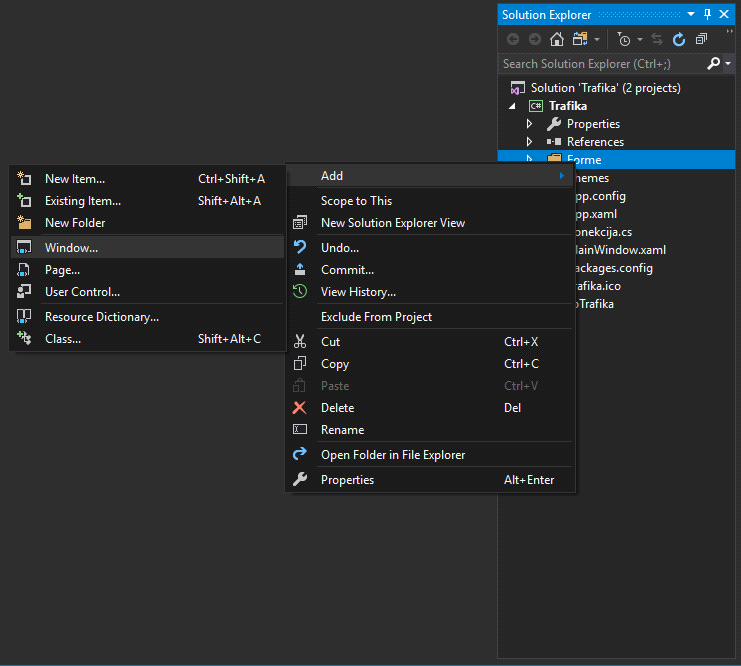 Solution Explorer
Search Solution Explorer (Ctrl+;)
Solution 'Trafika' (2 projects)
C# Trafika
Properties
References
Forme
hemes
pp.config
pp.xaml
onekcija.cs
MainWindow.xaml
ackages.config
rafika.ico
oTrafika
New Item... Ctrl+Shift+A
Existing Item... Shift+Alt+A
New Folder
Window...
Page...
User Control...
Resource Dictionary...
Class... Shift+Alt+C
Add
Scope to This
New Solution Explorer View
Undo...
Commit...
View History...
Exclude From Project
Cut Ctrl+X
Copy Ctrl+C
Paste Ctrl+V
Delete Del
Rename
Open Folder in File Explorer
Properties Alt+Enter